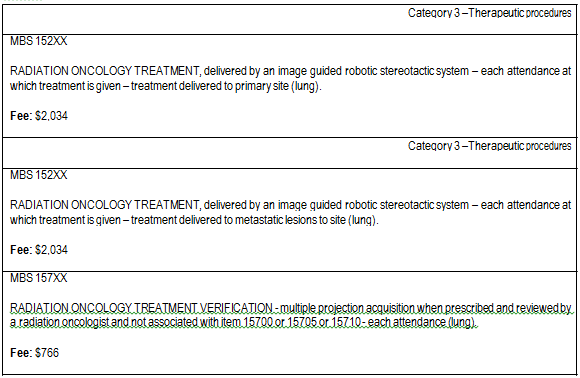 Category 3 –Therapeutic procedures
MBS 152XX
RADIATION ONCOLOGY TREATMENT, delivered by an image guided robotic stereotactic system – each attendance at
which treatment is given – treatment delivered to primary site (lung).
Fee: $2,034
Category 3 –Therapeutic procedures
MBS 152XX
RADIATION ONCOLOGY TREATMENT, delivered by an image guided robotic stereotactic system – each attendance at
which treatment is given – treatment delivered to metastatic lesions to site (lung).
Fee: $2,034
MBS 157XX
RADIATION ONCOLOGY TREATMENT VERIFICATION - multiple projection acquisition when prescribed and reviewed by
a radiation oncologist and not associated with item 15700 or 15705 or 15710- each attendance (lung).
Fee: $766